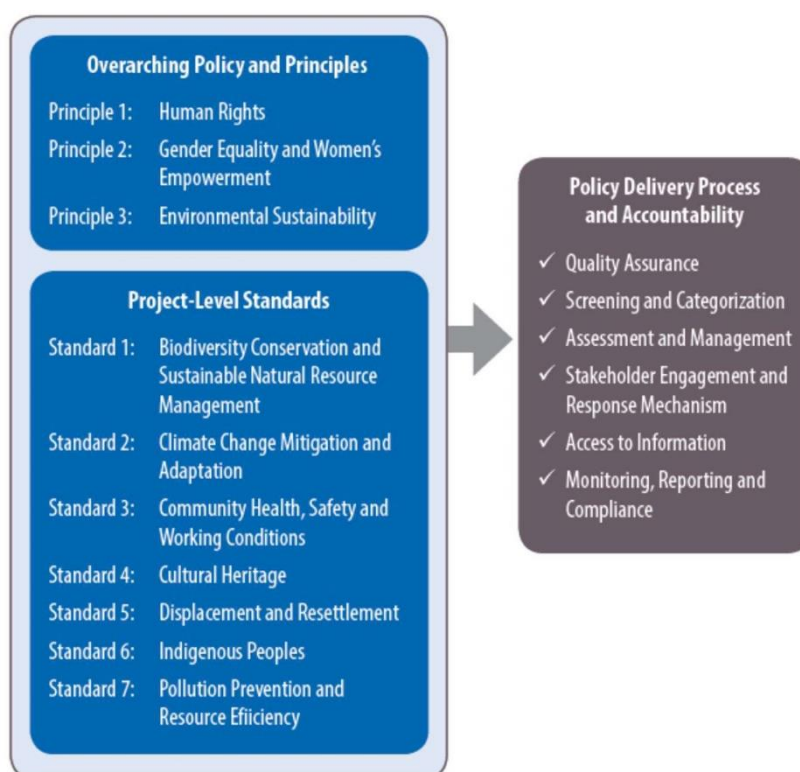 Overarching Policy and Principles
Principle 1: Human Rights
Principle 2: Gender Equality and Women's
Empowerment
Principle 3: Environmental Sustainability
Project-Level Standards
Standard 1: Biodiversity Conservation and
Sustainable Natural Resource
Management
Standard 2: Climate Change Mitigation and
Adaptation
Standard 3: Community Health, Safety and
Working Conditions
Standard 4: Cultural Heritage
Standard 5: Displacement and Resettlement
Standard 6: Indigenous Peoples
Standard 7: Pollution Prevention and
Resource Efiiciency
Policy Delivery Process
and Accountability
✓ Quality Assurance
✓ Screening and Categorization
✓ Assessment and Management
✓ Stakeholder Engagement and
Response Mechanism
✓ Access to Information
✓ Monitoring, Reporting and
Compliance